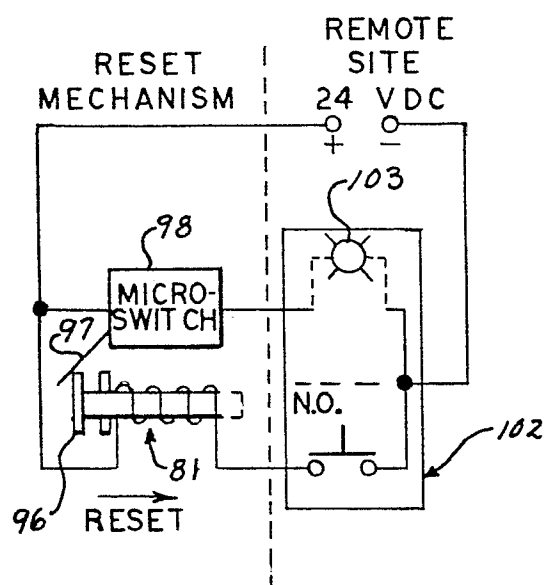 REMOTE
SITE
RESET
MECHANISM
24 VDC
+ −
103
98
MICRO-
SWITCH
97
N.O.
102
81
96
RESET